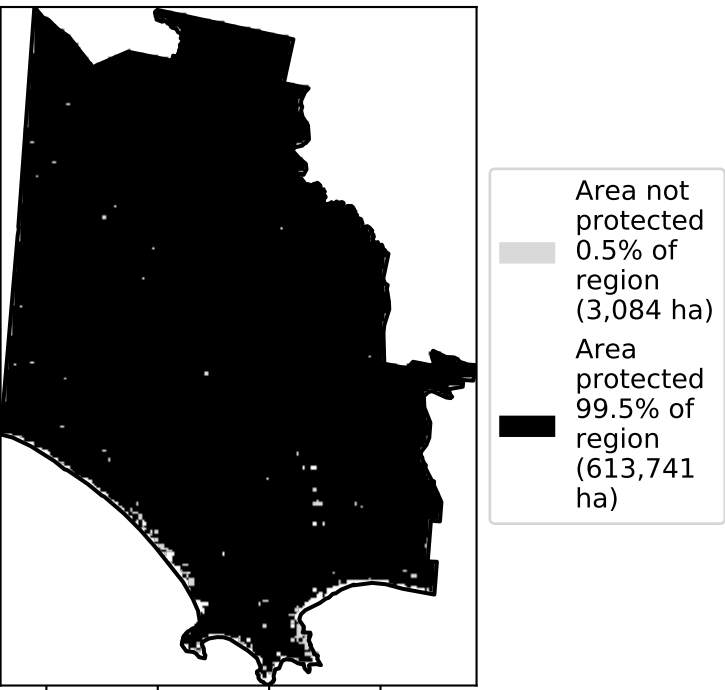 Area not
protected
0.5% of
region
(3,084 ha)
Area
protected
99.5% of
region
(613,741
ha)